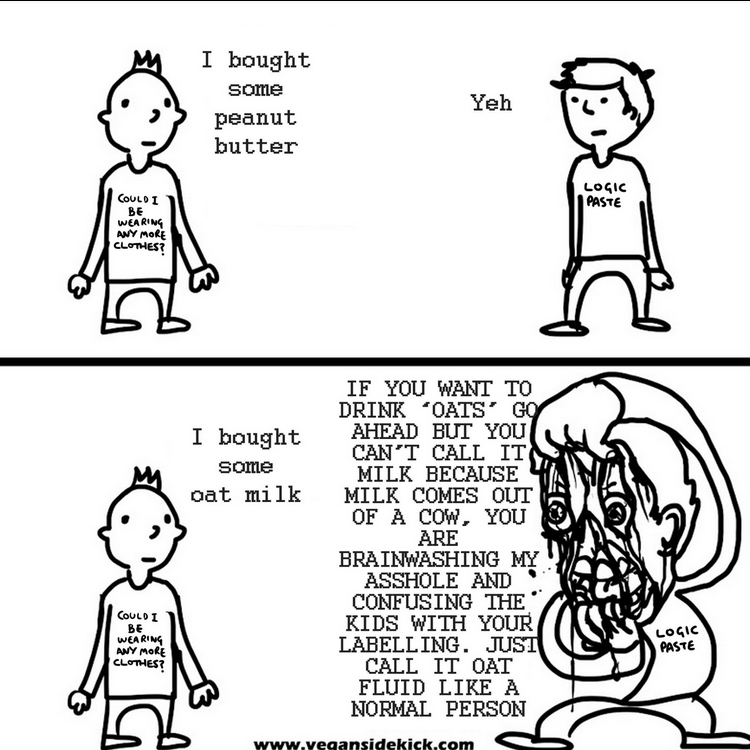 I bought
some
peanut
butter
Yeh
COULD I
BE
WEARING
ANY MORE
CLOTHES?
LOGIC
PASTE
I bought
some
oat milk
IF YOU WANT TO
DRINK ´OATS´ GO
AHEAD BUT YOU
CAN´T CALL IT
MILK BECAUSE
MILK COMES OUT
OF A COW, YOU
ARE
BRAINWASHING MY
ASSHOLE AND
CONFUSING THE
KIDS WITH YOUR
LABELLING. JUST
CALL IT OAT
FLUID LIKE A
NORMAL PERSON
COULD I
BE
WEARING
ANY MORE
CLOTHES?
LOGIC
PASTE
www.vegansidekick.com